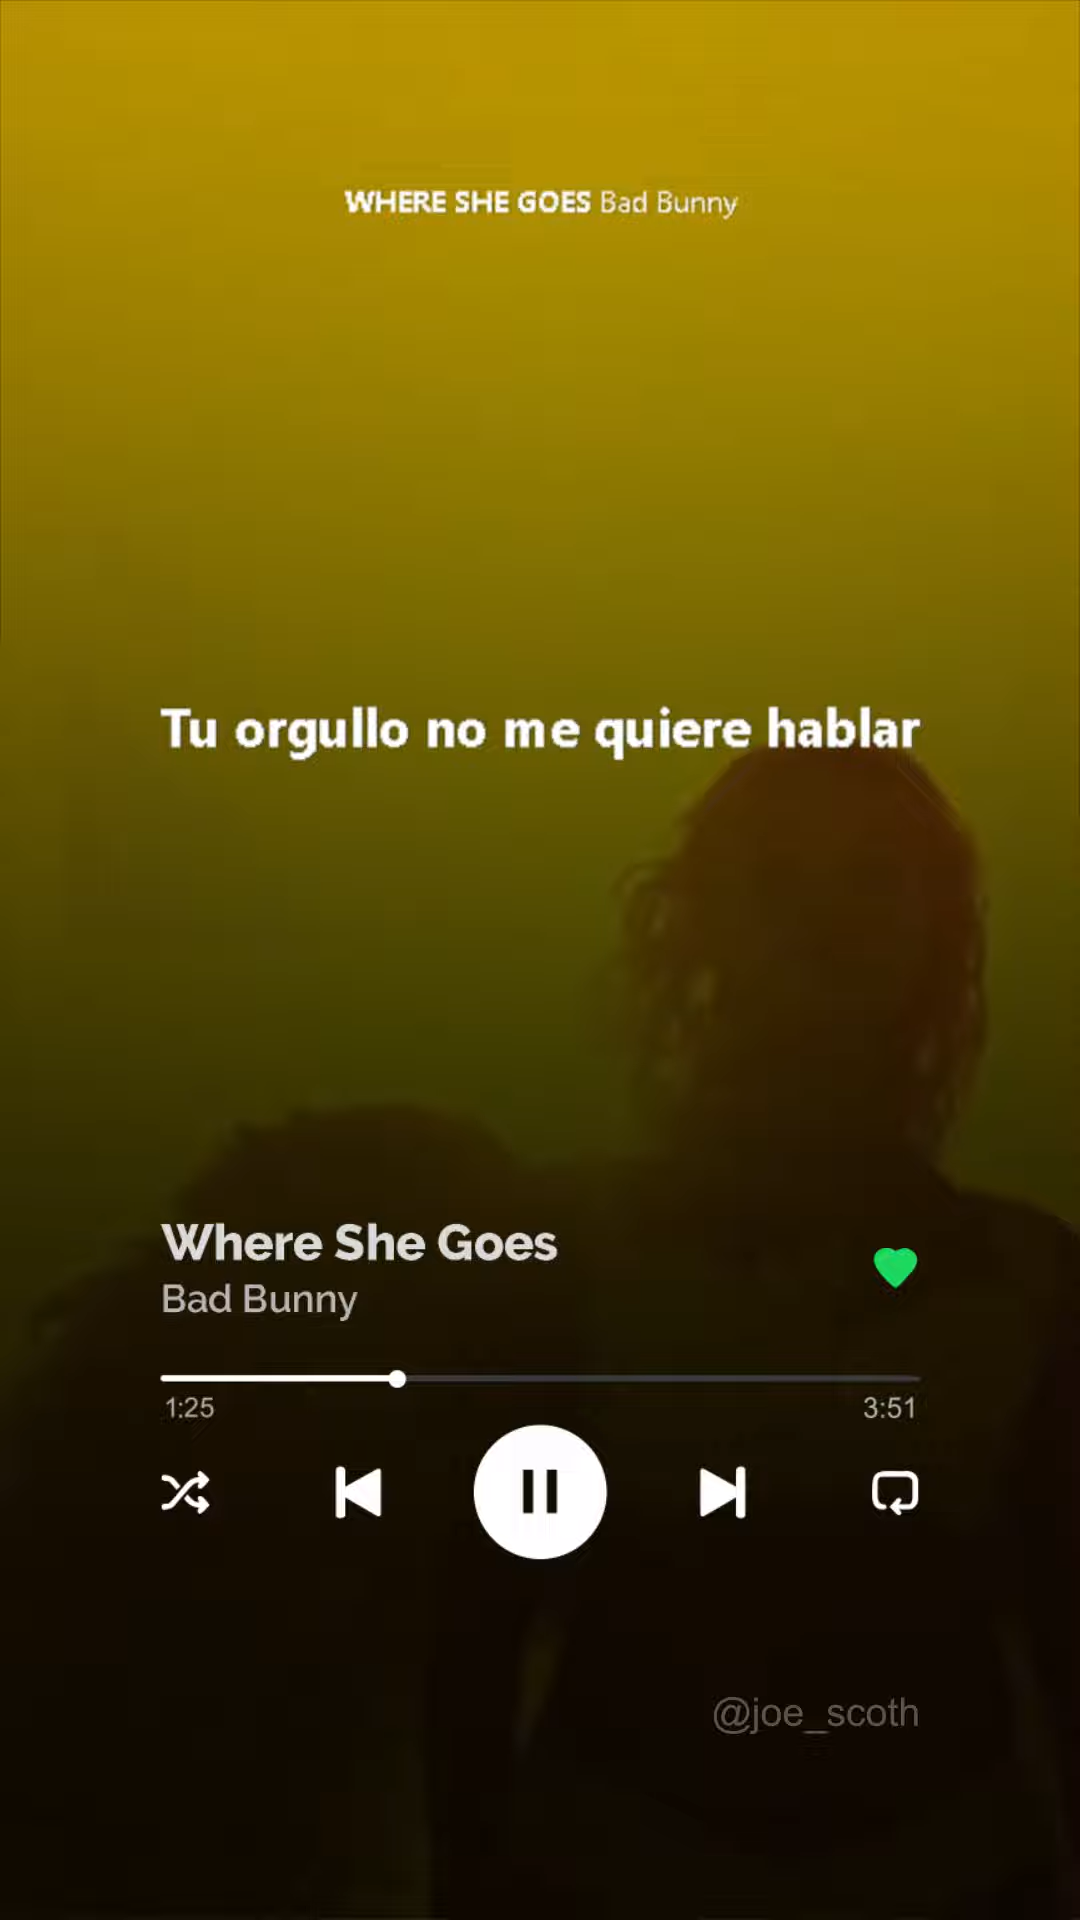 WHERE SHE GOES Bad Bunny
Tu orgullo no me quiere hablar
Where She Goes
Bad Bunny
1:25 3:51
@joe_scoth